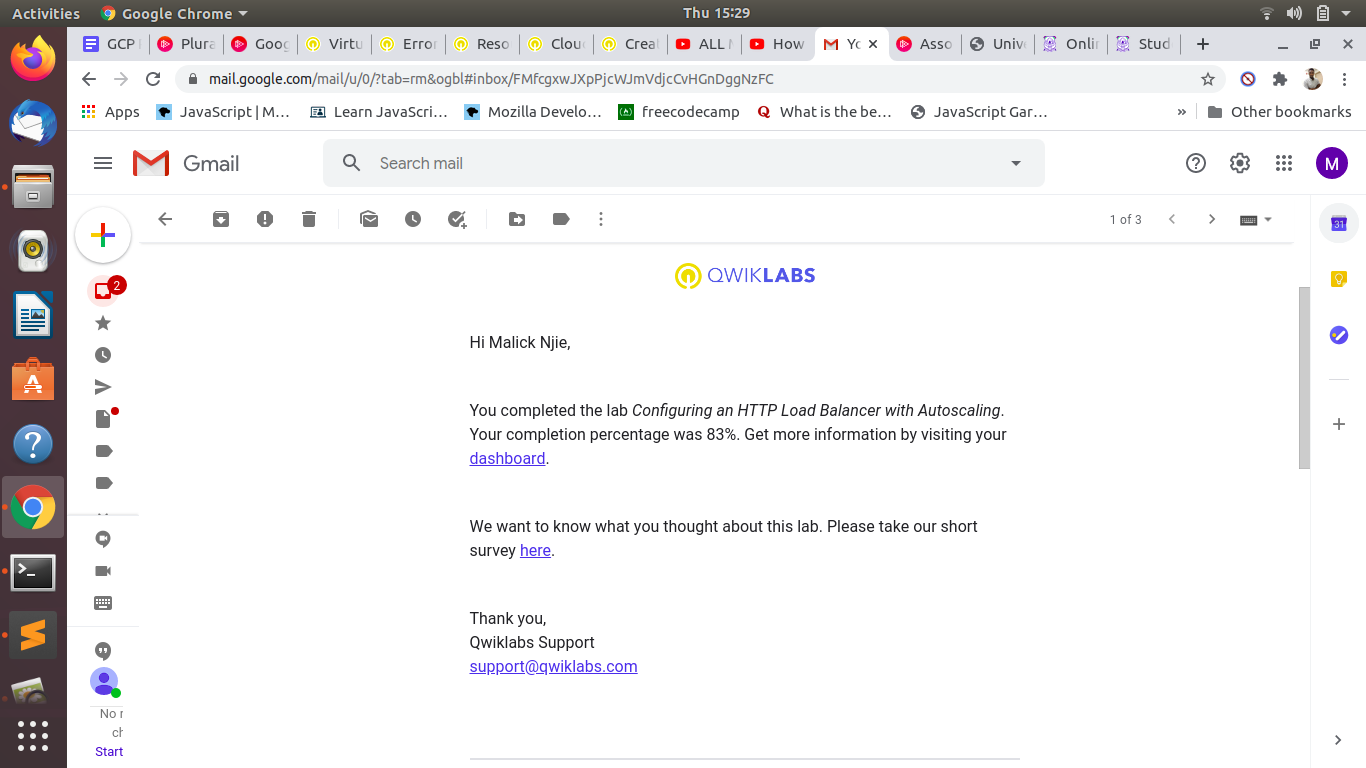 Activities Google Chrome Thu 15:29
GCP Plura Goog Virtu Error Reso Clou Crea ALL How Yo Asso Univ Onli Stud
mail.google.com/mail/u/0/?tab=rm&ogbl#inbox/FMfcgxwJXpPjcWJmVdjcCvHGnDggNzFC
Apps JavaScript | M... Learn JavaScri... Mozilla Develo... freecodecamp What is the be... JavaScript Gar... » Other bookmarks
Gmail Search mail M
1 of 3
31
2
QWIKLABS
Hi Malick Njie,
You completed the lab Configuring an HTTP Load Balancer with Autoscaling.
Your completion percentage was 83%. Get more information by visiting your
dashboard.
We want to know what you thought about this lab. Please take our short
survey here.
Thank you,
Qwiklabs Support
support@qwiklabs.com
No
Start